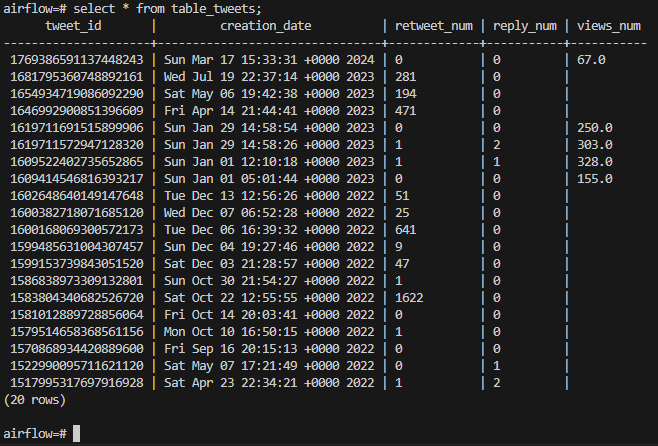 airflow=# select * from table_tweets;
      tweet_id       |         creation_date          | retweet_num | reply_num | views_num
---------------------+--------------------------------+-------------+-----------+-----------
 1769386591137448243 | Sun Mar 17 15:33:31 +0000 2024 | 0           | 0         | 67.0
 1681795360748892161 | Wed Jul 19 22:37:14 +0000 2023 | 281         | 0         |
 1654934719086092290 | Sat May 06 19:42:38 +0000 2023 | 194         | 0         |
 1646992900851396609 | Fri Apr 14 21:44:41 +0000 2023 | 471         | 0         |
 1619711691515899906 | Sun Jan 29 14:58:54 +0000 2023 | 0           | 0         | 250.0
 1619711572947128320 | Sun Jan 29 14:58:26 +0000 2023 | 1           | 2         | 303.0
 1609522402735652865 | Sun Jan 01 12:10:18 +0000 2023 | 1           | 1         | 328.0
 1609414546816393217 | Sun Jan 01 05:01:44 +0000 2023 | 0           | 0         | 155.0
 1602648640149147648 | Tue Dec 13 12:56:26 +0000 2022 | 51          | 0         |
 1600382718071685120 | Wed Dec 07 06:52:28 +0000 2022 | 25          | 0         |
 1600168069300572173 | Tue Dec 06 16:39:32 +0000 2022 | 641         | 0         |
 1599485631004307457 | Sun Dec 04 19:27:46 +0000 2022 | 9           | 0         |
 1599153739843051520 | Sat Dec 03 21:28:57 +0000 2022 | 47          | 0         |
 1586838973309132801 | Sun Oct 30 21:54:27 +0000 2022 | 1           | 0         |
 1583804340682526720 | Sat Oct 22 12:55:55 +0000 2022 | 1622        | 0         |
 1581012889728856064 | Fri Oct 14 20:03:41 +0000 2022 | 0           | 0         |
 1579514658368561156 | Mon Oct 10 16:50:15 +0000 2022 | 1           | 0         |
 1570868934420889600 | Fri Sep 16 20:15:13 +0000 2022 | 0           | 0         |
 1522990095711621120 | Sat May 07 17:21:49 +0000 2022 | 0           | 1         |
 1517995317697916928 | Sat Apr 23 22:34:21 +0000 2022 | 1           | 2         |
(20 rows)
airflow=#